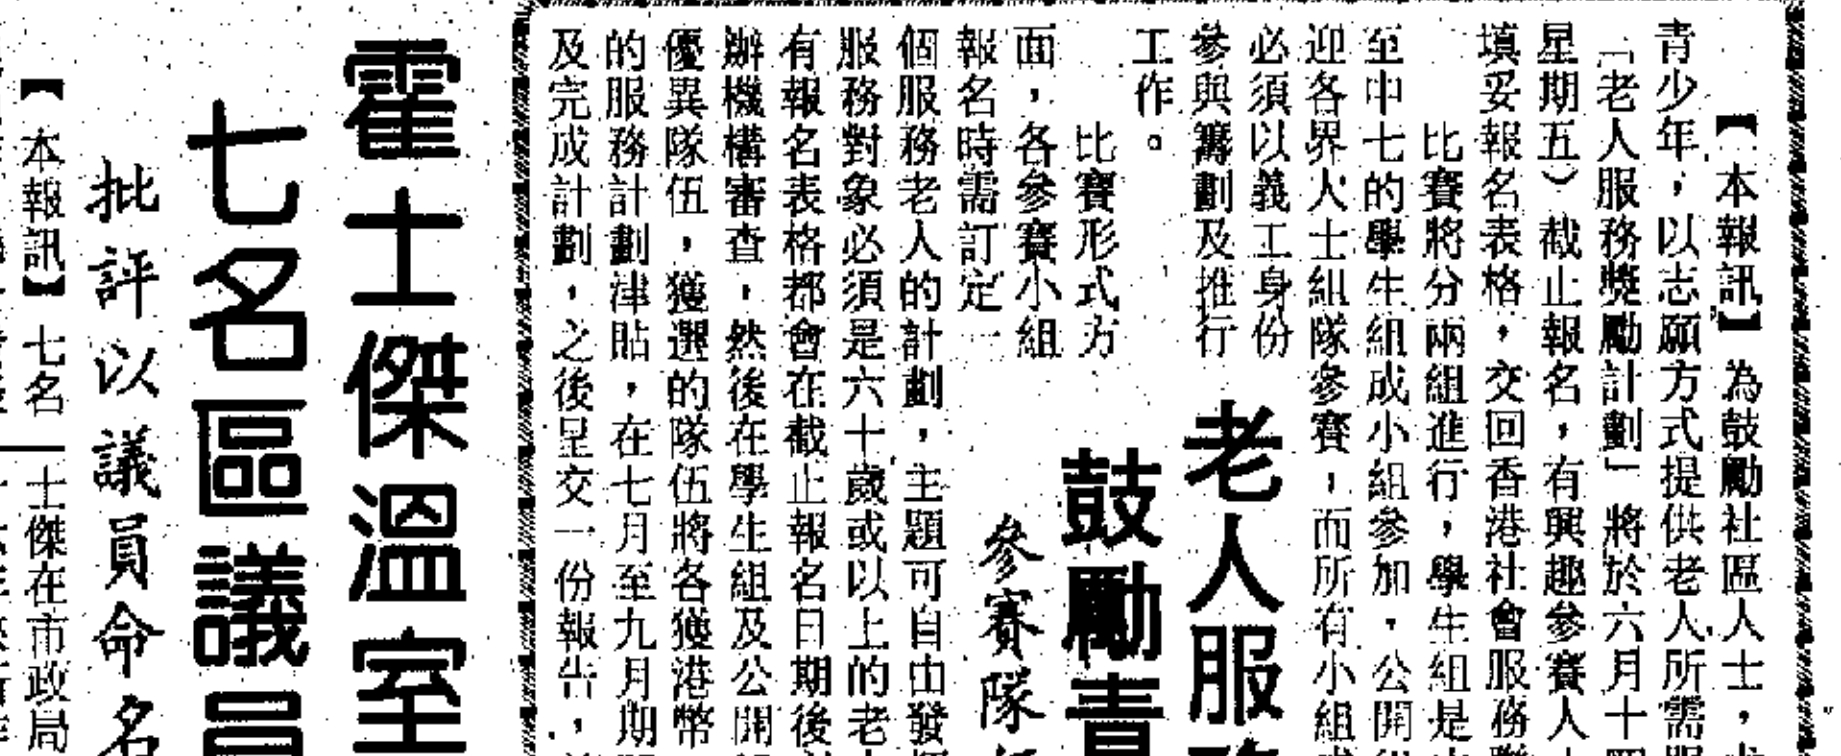 【本報訊】為鼓勵社區人士，
青少年，以志願方式提供老人所需
「老人服務獎勵計劃」將於六月十
星期五）截止報名，有興趣參賽人
填妥報名表格，交回香港社會服務
比賽將分兩組進行，學生組是
至中七的學生組成小組參加，公開
迎各界人士組隊參賽，而所有小組
必須以義工身份
參與籌劃及推行
工作。
老人服
鼓勵青
參賽隊
比賽形式方
面，各參賽小組
報名時需訂定一
個服務老人的計劃，主題可自由發
服務對象必須是六十歲或以上的老
有報名表格都會在截止報名日期後
辦機構審查，然後在學生組及公開
優異隊伍，獲選的隊伍將各獲港幣
的服務計劃津貼，在七月至九月期
及完成計劃，之後呈交一份報告，
霍士傑溫室
七名區議員
批評以議員命名
【本報訊】七名
士傑在市政局